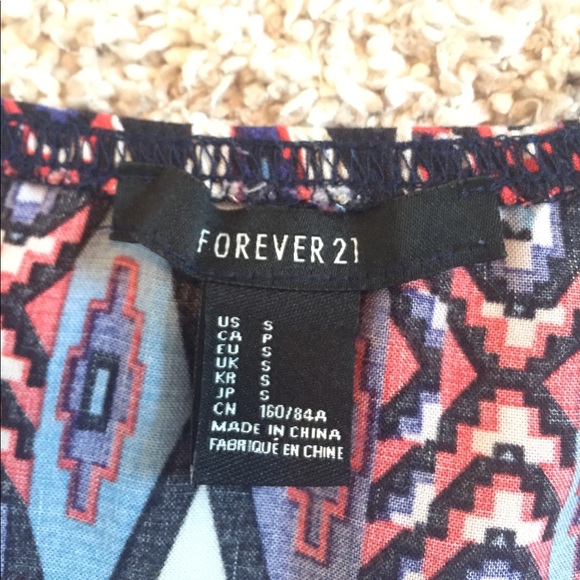 FOREVER 21
US S
CA P
EU S
UK S
KR S
JP S
CN 160/84A
MADE IN CHINA
FABRIQUÉ EN CHINE